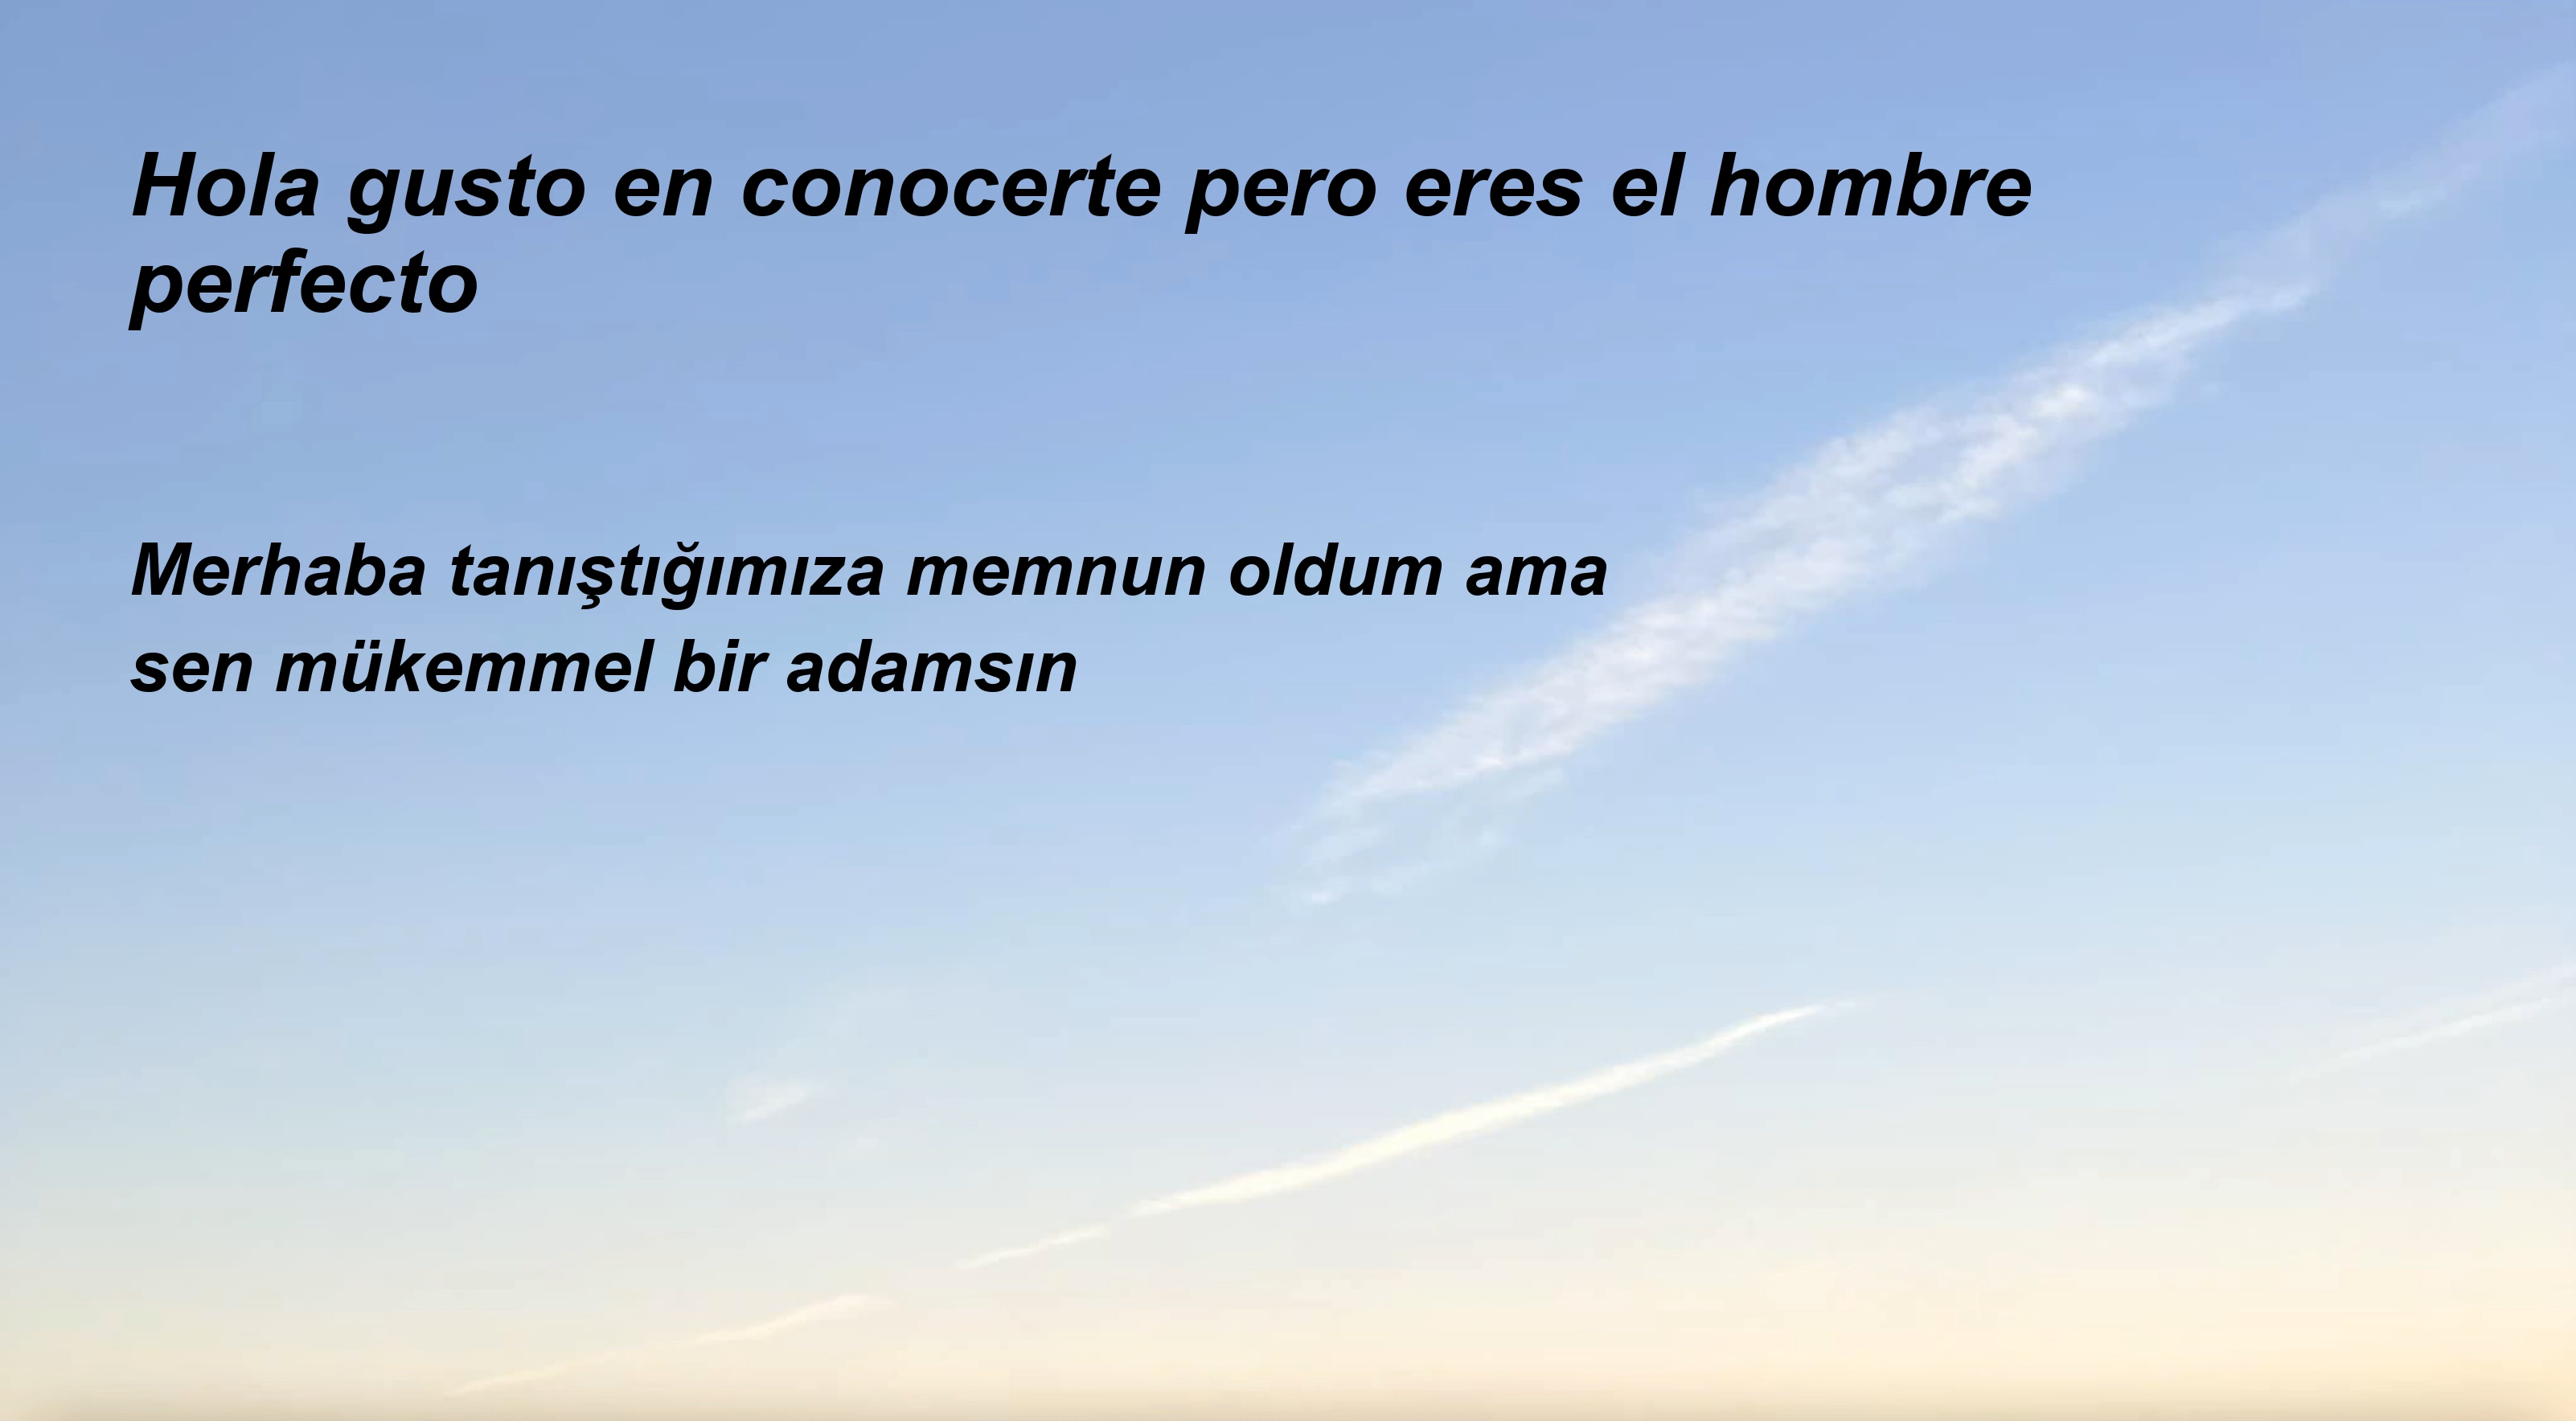 Hola gusto en conocerte pero eres el hombre
perfecto
Merhaba tanıştığımıza memnun oldum ama
sen mükemmel bir adamsın